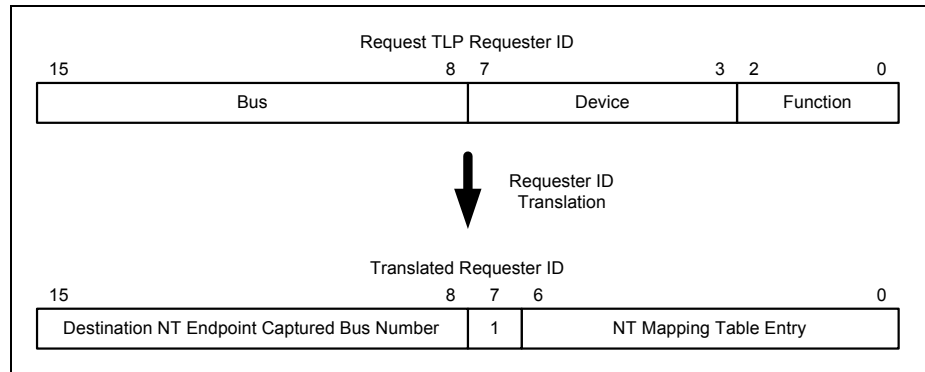 Request TLP Requester ID
15 8 7 3 2 0
Bus Device Function
Requester ID
Translation
Translated Requester ID
15 8 7 6 0
Destination NT Endpoint Captured Bus Number 1 NT Mapping Table Entry